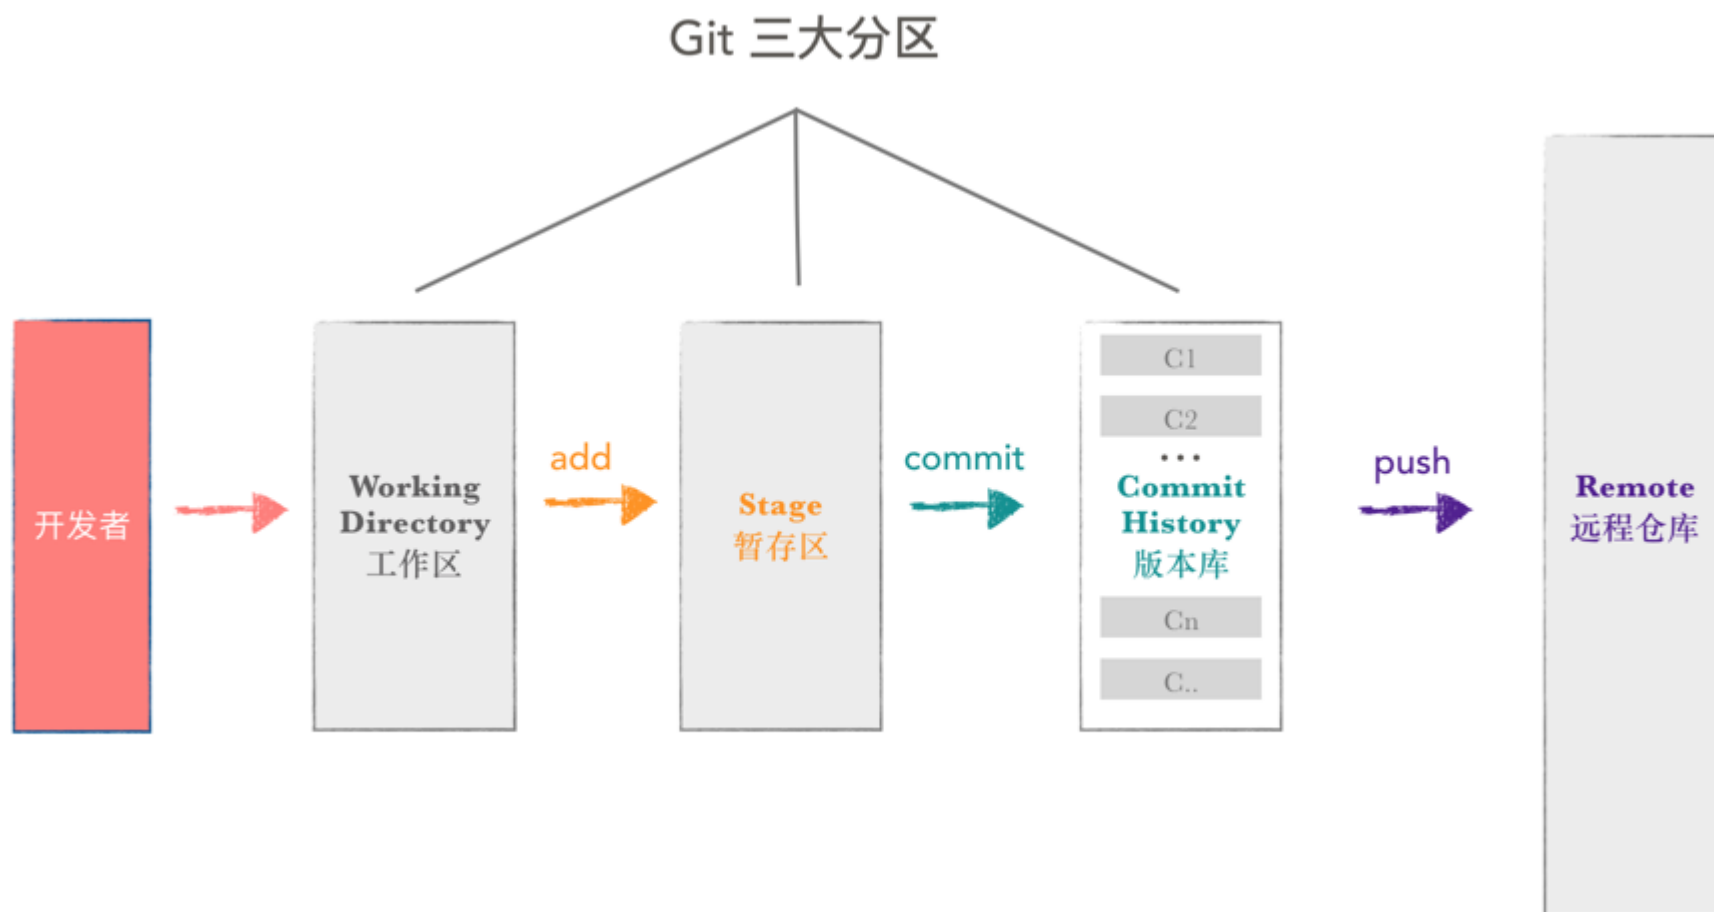 Git 三大分区
开发者
Working
Directory
工作区
add
Stage
暂存区
commit
C1
C2
...
Commit
History
版本库
Cn
C..
push
Remote
远程仓库